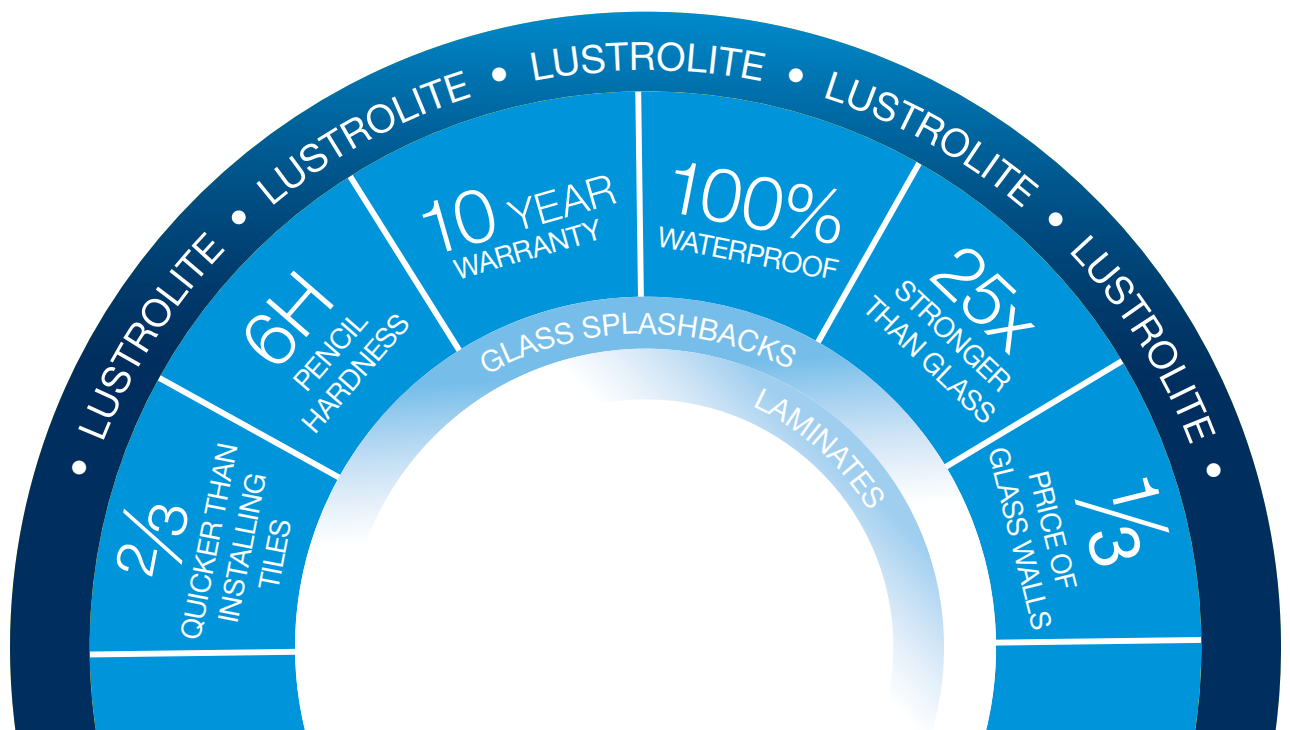 • LUSTROLITE • LUSTROLITE • LUSTROLITE • LUSTROLITE • LUSTROLITE •
2/3
QUICKER THAN
INSTALLING
TILES
6H
PENCIL
HARDNESS
10 YEAR
WARRANTY
100%
WATERPROOF
25x
STRONGER
THAN GLASS
1/3
PRICE OF
GLASS WALLS
GLASS SPLASHBACKS
LAMINATES